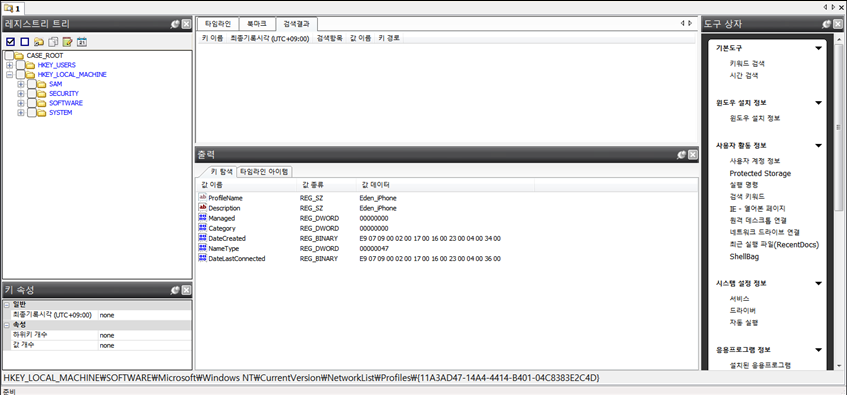 1
레지스트리 트리
CASE_ROOT
HKEY_USERS
HKEY_LOCAL_MACHINE
SAM
SECURITY
SOFTWARE
SYSTEM
키 속성
일반
최종기록시각 (UTC+09:00) none
속성
하위키 개수 none
값 개수 none
타임라인 북마크 검색결과
키 이름 최종기록시각 (UTC+09:00) 검색항목 값 이름 키 경로
출력
키 탐색 타임라인 아이템
값 이름 값 종류 값 데이터
ProfileName REG_SZ Eden_iPhone
Description REG_SZ Eden_iPhone
Managed REG_DWORD 00000000
Category REG_DWORD 00000000
DateCreated REG_BINARY E9 07 09 00 02 00 17 00 16 00 23 00 04 00 34 00
NameType REG_DWORD 00000047
DateLastConnected REG_BINARY E9 07 09 00 02 00 17 00 16 00 23 00 04 00 36 00
도구 상자
기본도구
키워드 검색
시간 검색
윈도우 설치 정보
윈도우 설치 정보
사용자 활동 정보
사용자 계정 정보
Protected Storage
실행 명령
검색 키워드
IE - 열어본 페이지
원격 데스크톱 연결
네트워크 드라이브 연결
최근 실행 파일(RecentDocs)
ShellBag
시스템 설정 정보
서비스
드라이버
자동 실행
응용프로그램 정보
설치된 응용프로그램
HKEY_LOCAL_MACHINE₩SOFTWARE₩Microsoft₩Windows NT₩CurrentVersion₩NetworkList₩Profiles₩{11A3AD47-14A4-4414-B401-04C8383E2C4D}
준비